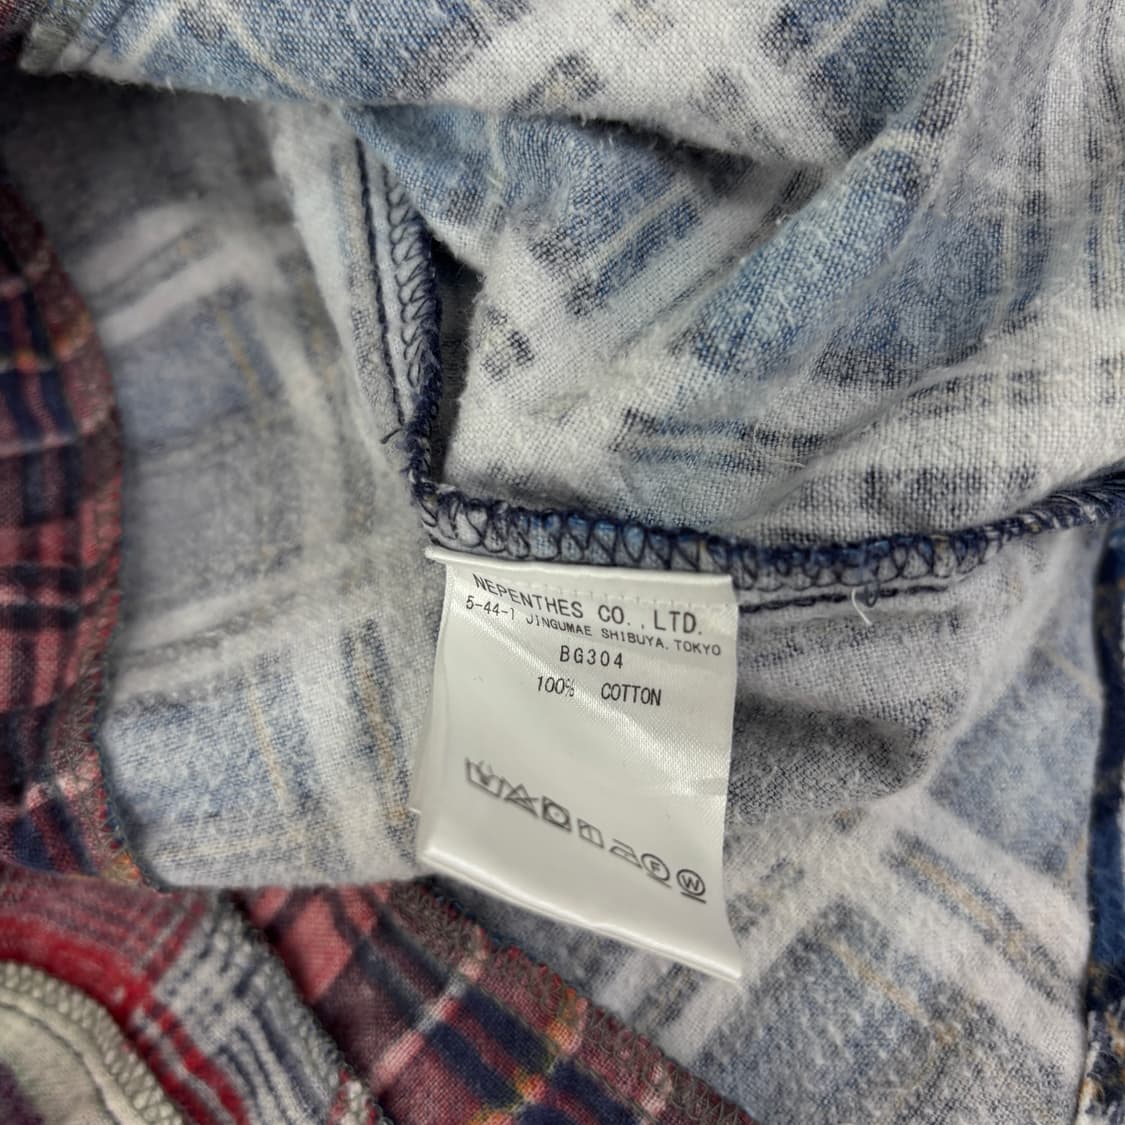 NEPENTHES CO.,LTD.
5-44-1 JINGUMAE SHIBUYA. TOKYO
BG304
100% COTTON
F W